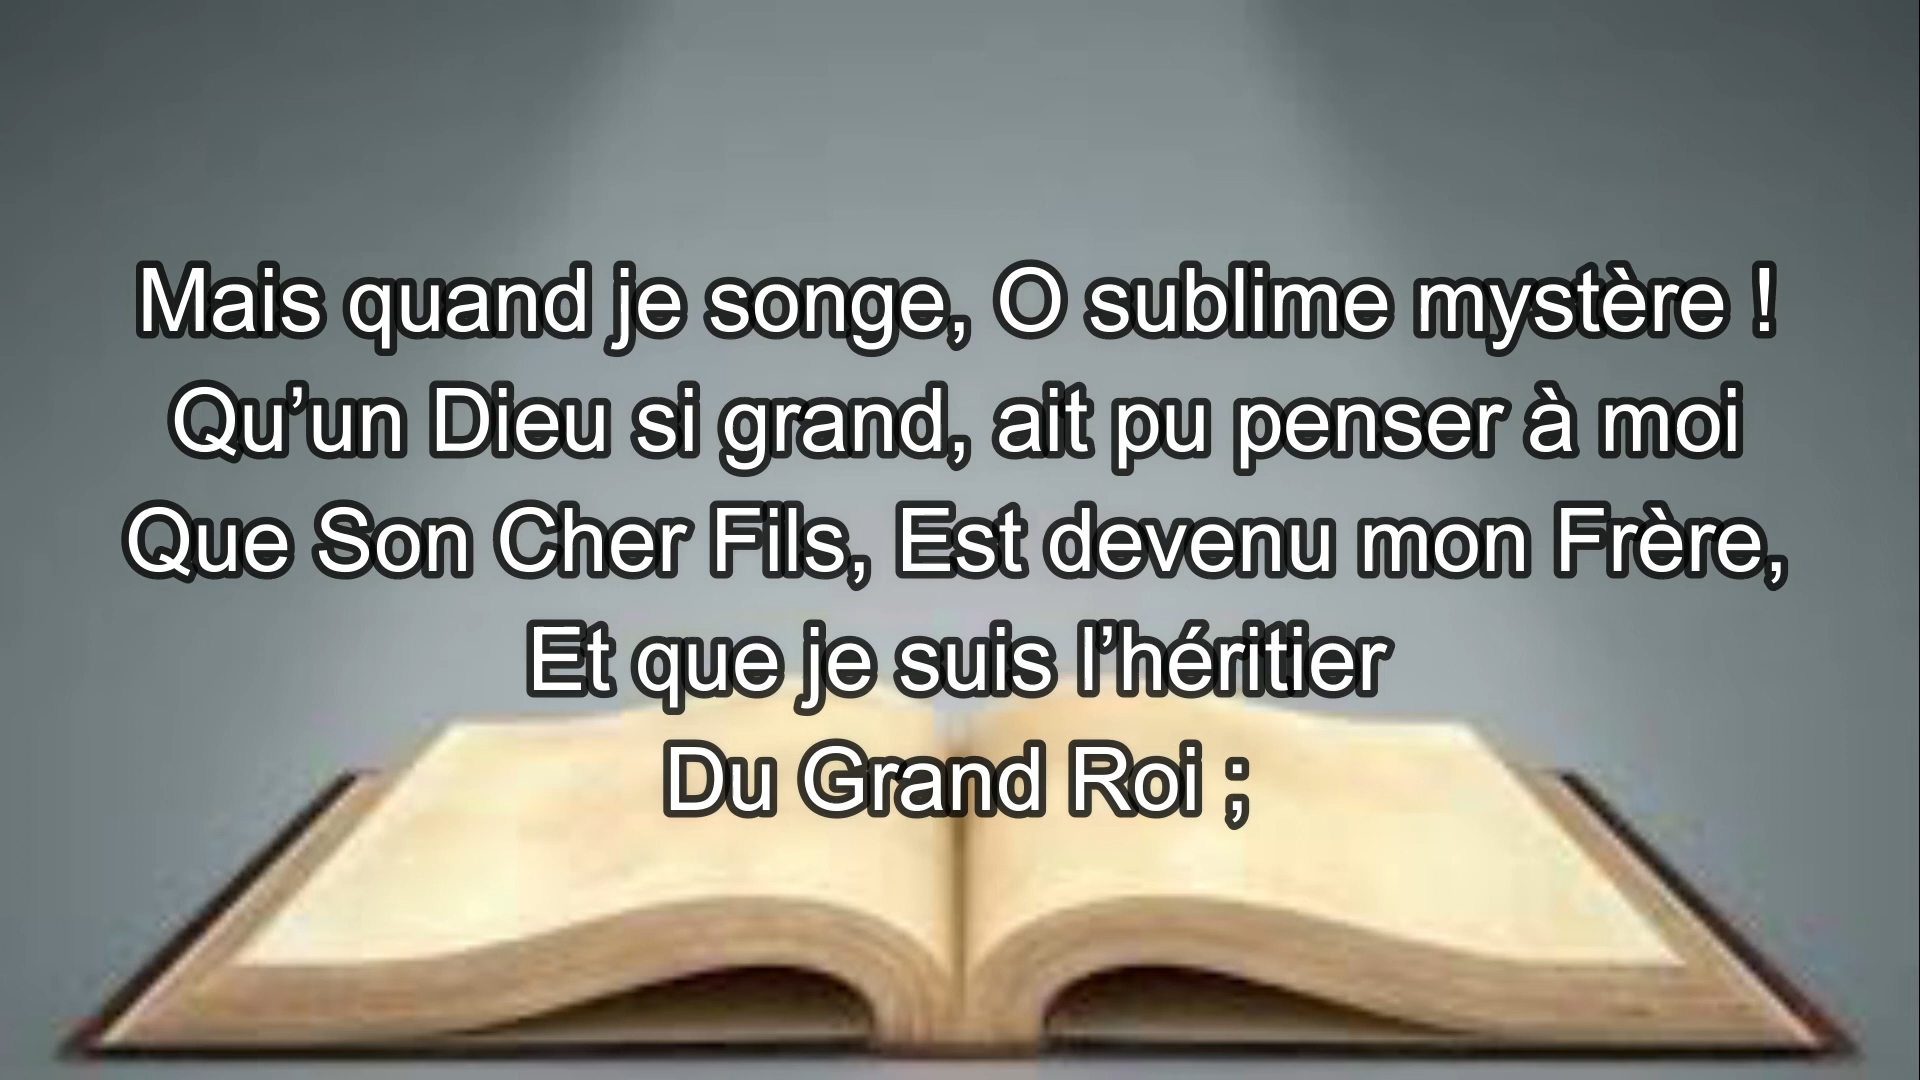 Mais quand je songe, O sublime mystère !
Qu’un Dieu si grand, ait pu penser à moi
Que Son Cher Fils, Est devenu mon Frère,
Et que je suis l’héritier
Du Grand Roi ;